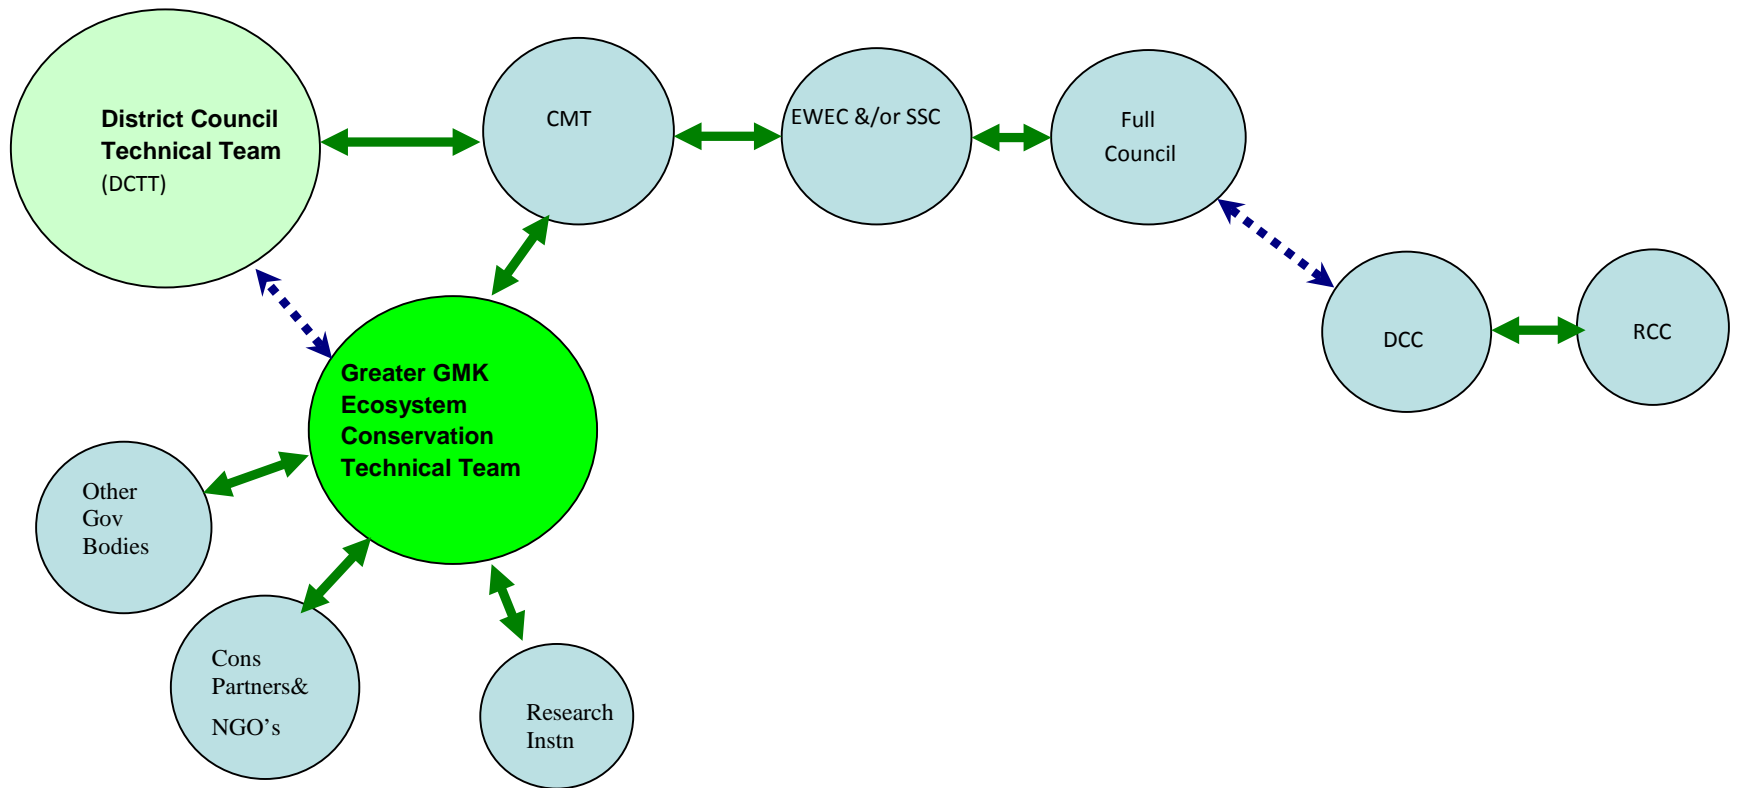 District Council
Technical Team
(DCTT)
CMT
EWEC &/or SSC
Full
Council
DCC
RCC
Greater GMK
Ecosystem
Conservation
Technical Team
Other
Gov
Bodies
Cons
Partners&
NGO’s
Research
Instn